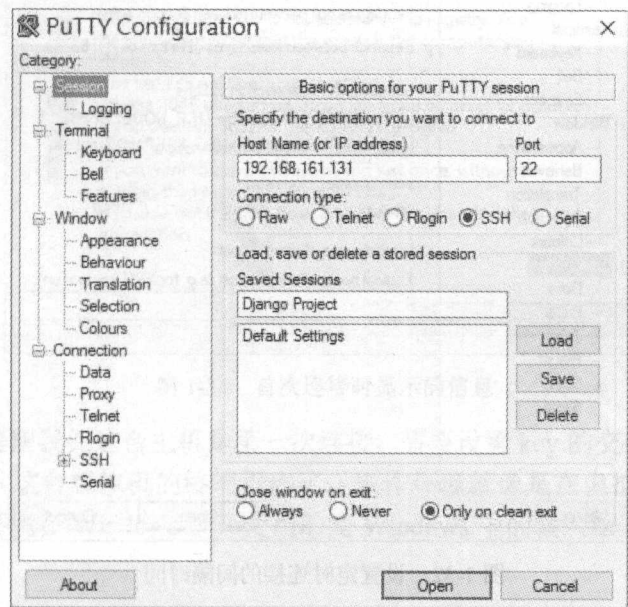 PuTTY Configuration
Category:
Session
Logging
Terminal
Keyboard
Bell
Features
Window
Appearance
Behaviour
Translation
Selection
Colours
Connection
Data
Proxy
Telnet
Rlogin
SSH
Serial
Basic options for your PuTTY session
Specify the destination you want to connect to
Host Name (or IP address) Port
192.168.161.131 22
Connection type:
Raw Telnet Rlogin SSH Serial
Load, save or delete a stored session
Saved Sessions
Django Project
Default Settings
Load
Save
Delete
Close window on exit:
Always Never Only on clean exit
About Open Cancel